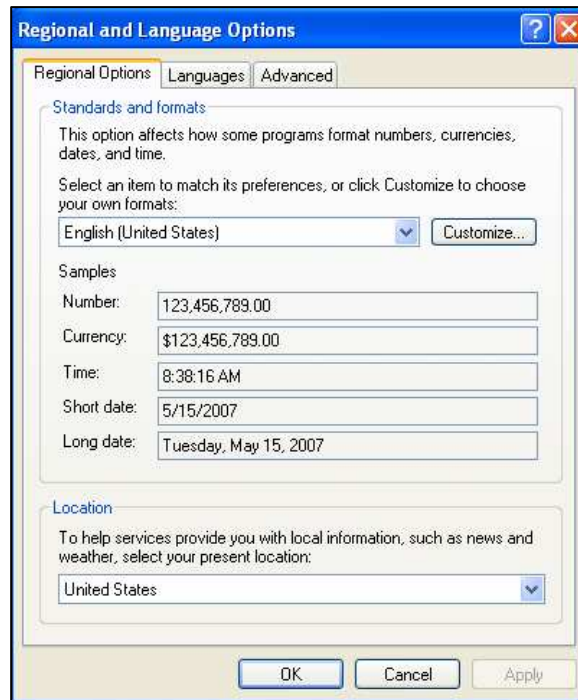 Regional and Language Options
Regional Options Languages Advanced
Standards and formats
This option affects how some programs format numbers, currencies,
dates, and time.
Select an item to match its preferences, or click Customize to choose
your own formats:
English (United States) Customize...
Samples
Number: 123,456,789.00
Currency: $123,456,789.00
Time: 8:38:16 AM
Short date: 5/15/2007
Long date: Tuesday, May 15, 2007
Location
To help services provide you with local information, such as news and
weather, select your present location:
United States
OK Cancel Apply